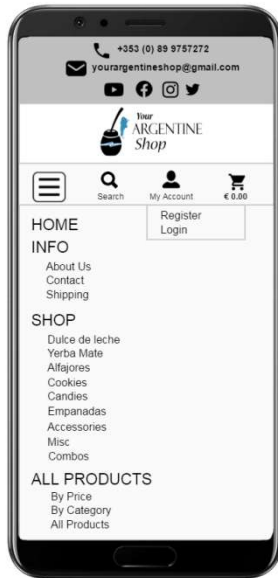 +353 (0) 89 9757272
yourargentineshop@gmail.com
Your
ARGENTINE
Shop
Search
My Account
€ 0.00
Register
Login
HOME
INFO
About Us
Contact
Shipping
SHOP
Dulce de leche
Yerba Mate
Alfajores
Cookies
Candies
Empanadas
Accessories
Misc
Combos
ALL PRODUCTS
By Price
By Category
All Products